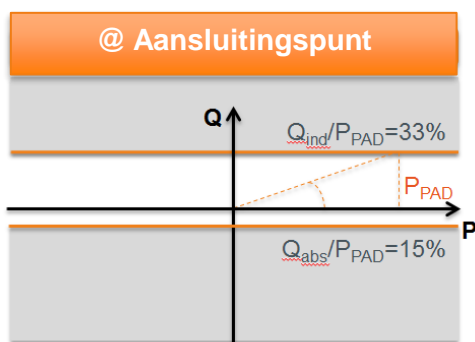 @ Aansluitingspunt
Q
Qind/PPAD=33%
PPAD
P
Qabs/PPAD=15%